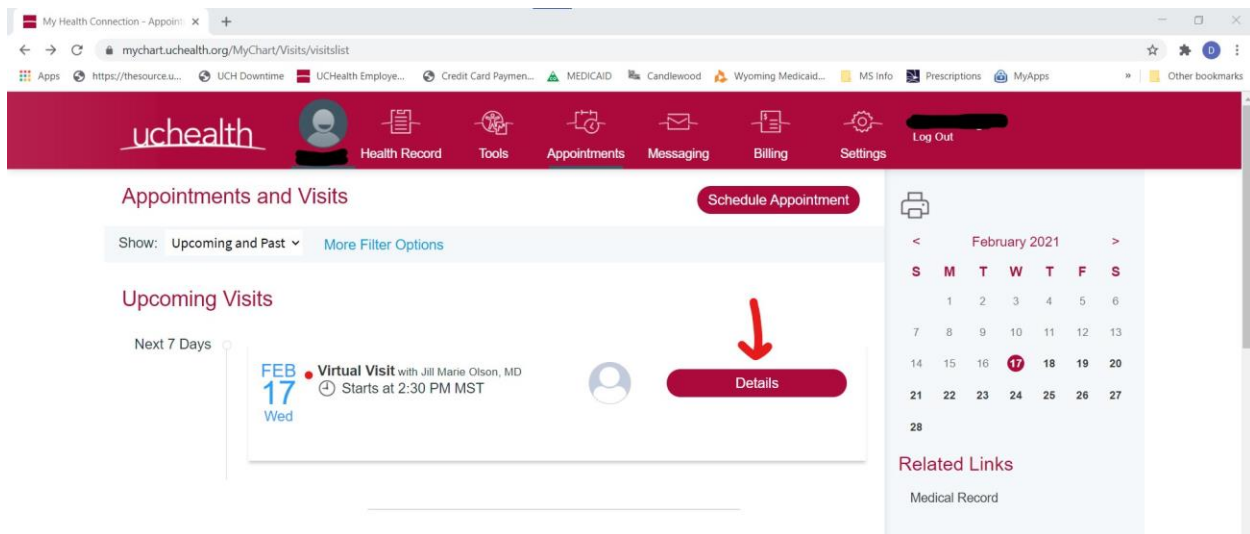 My Health Connection - Appoint
mychart.uchealth.org/MyChart/Visits/visitslist
D
Apps https://thesource.u... UCH Downtime UCHealth Employe... Credit Card Paymen... MEDICAID Candlewood Wyoming Medicaid... MS Info Prescriptions MyApps » Other bookmarks
uchealth
Health Record Tools Appointments Messaging Billing Settings
Log Out
Appointments and Visits
Schedule Appointment
Show: Upcoming and Past
More Filter Options
Upcoming Visits
Next 7 Days
FEB
17
Wed
Virtual Visit with Jill Marie Olson, MD
Starts at 2:30 PM MST
Details
< February 2021 >
S M T W T F S
1 2 3 4 5 6
7 8 9 10 11 12 13
14 15 16 17 18 19 20
21 22 23 24 25 26 27
28
Related Links
Medical Record